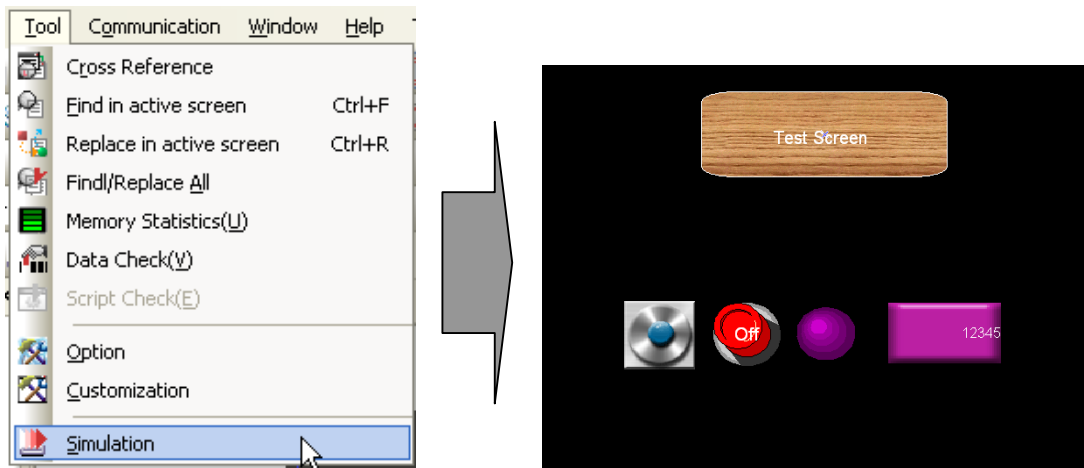 Tool Communication Window Help
Cross Reference
Find in active screen Ctrl+F
Replace in active screen Ctrl+R
Findl/Replace All
Memory Statistics(U)
Data Check(V)
Script Check(E)
Option
Customization
Simulation
Test Screen
Off
12345